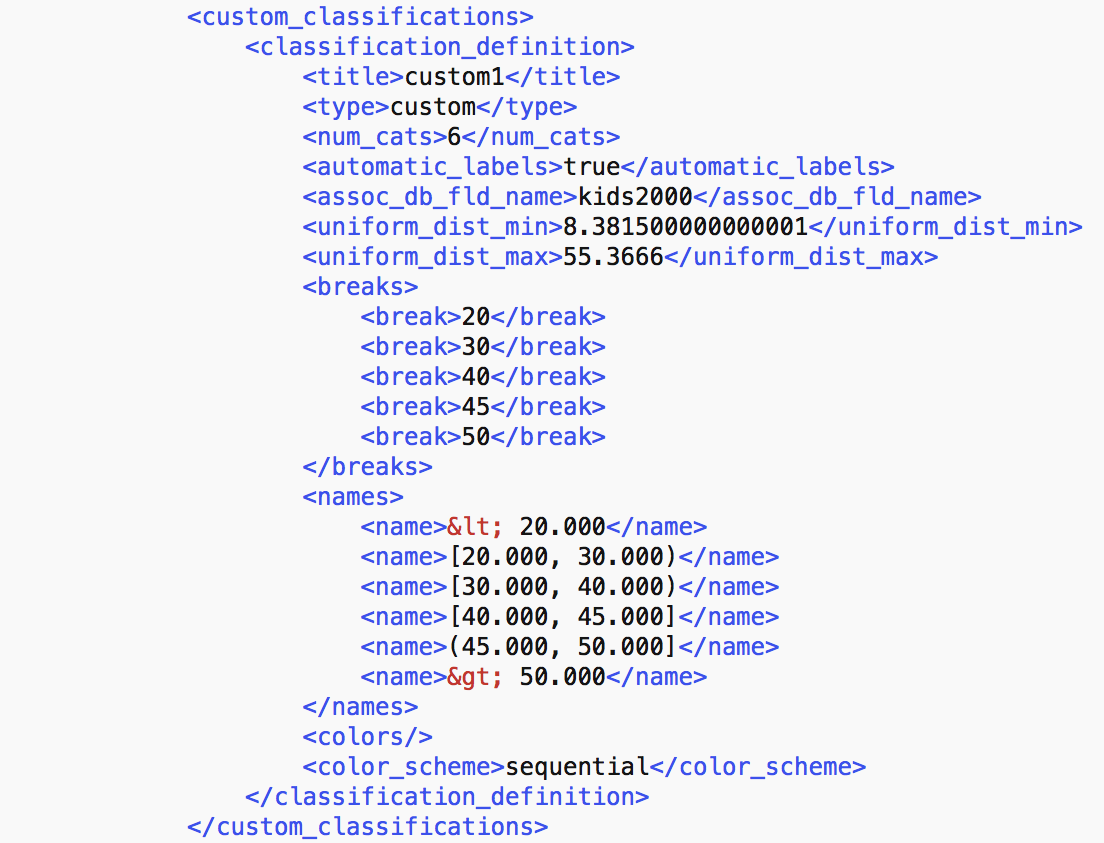 <custom_classifications>
<classification_definition>
<title>custom1</title>
<type>custom</type>
<num_cats>6</num_cats>
<automatic_labels>true</automatic_labels>
<assoc_db_fld_name>kids2000</assoc_db_fld_name>
<uniform_dist_min>8.381500000000001</uniform_dist_min>
<uniform_dist_max>55.3666</uniform_dist_max>
<breaks>
<break>20</break>
<break>30</break>
<break>40</break>
<break>45</break>
<break>50</break>
</breaks>
<names>
<name>&lt; 20.000</name>
<name>[20.000, 30.000)</name>
<name>[30.000, 40.000)</name>
<name>[40.000, 45.000]</name>
<name>(45.000, 50.000]</name>
<name>&gt; 50.000</name>
</names>
<colors/>
<color_scheme>sequential</color_scheme>
</classification_definition>
</custom_classifications>